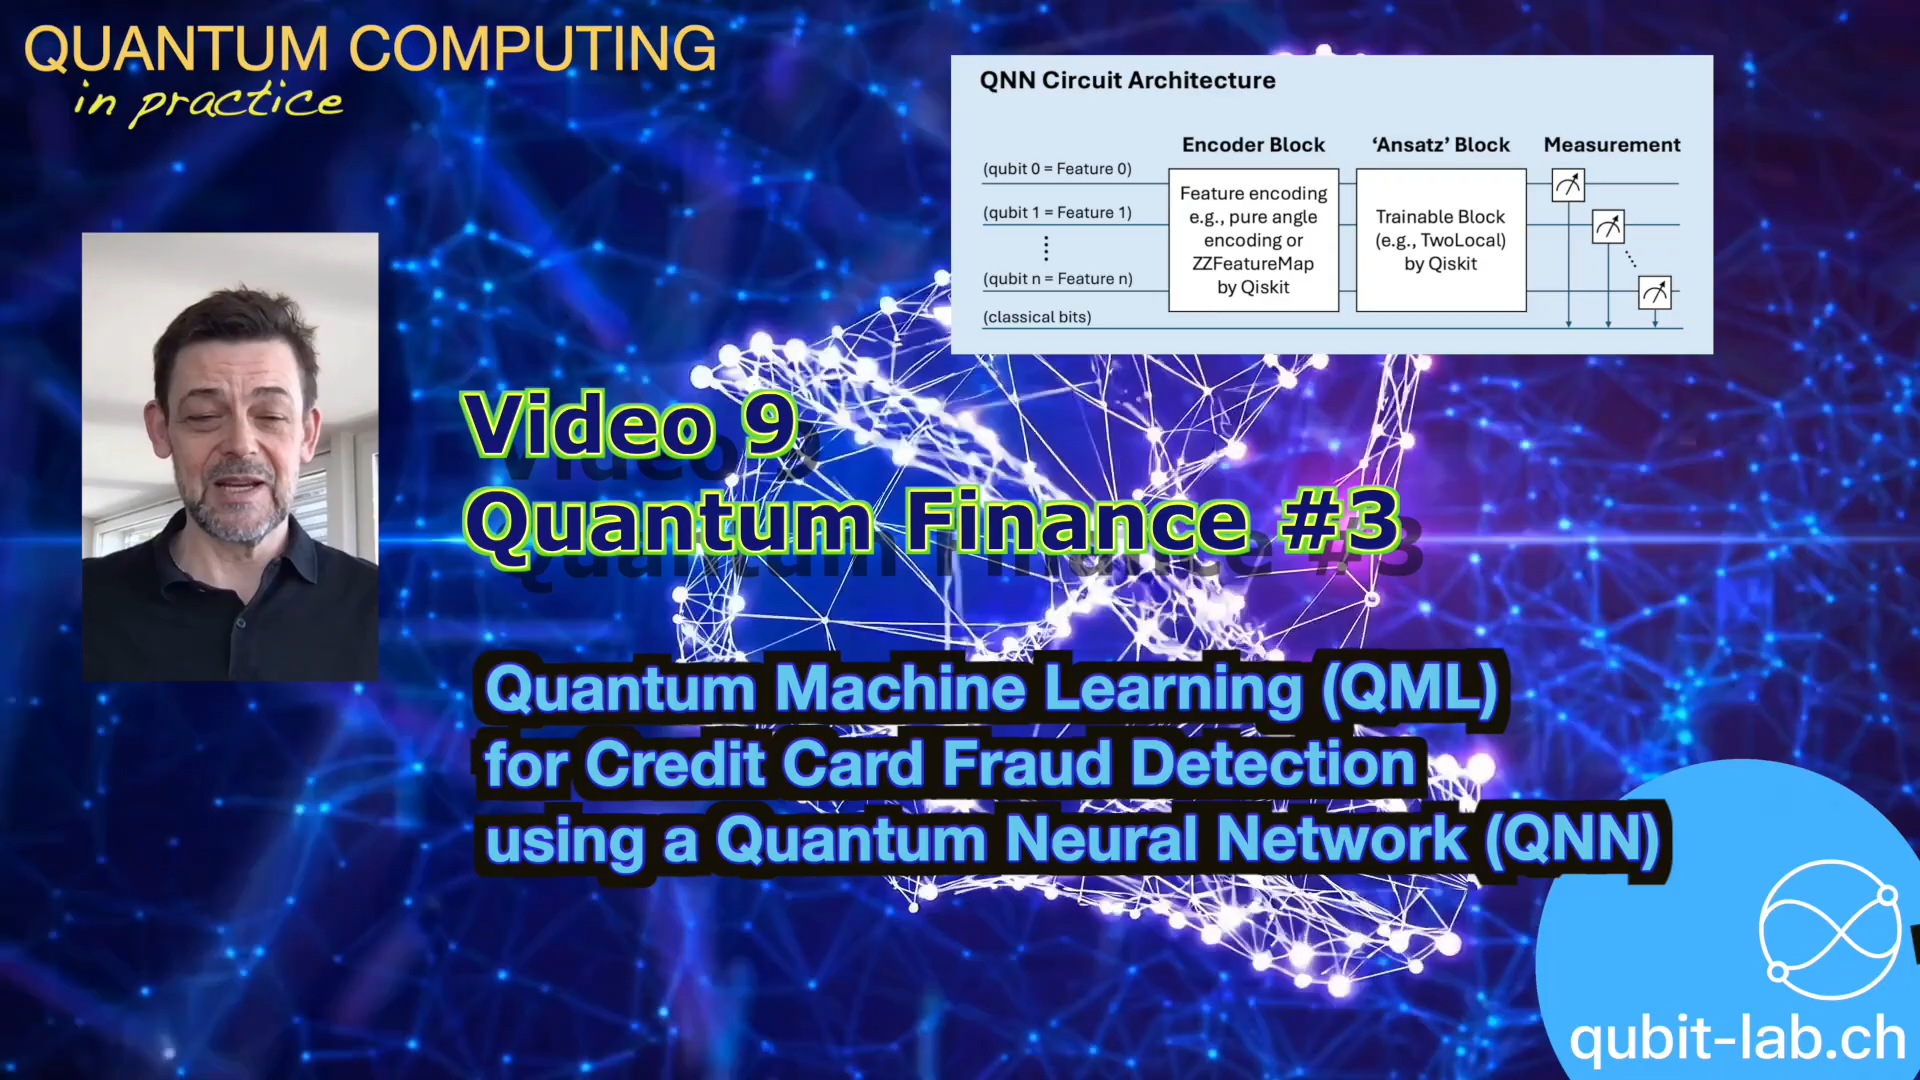 QUANTUM COMPUTING
in practice
QNN Circuit Architecture
Encoder Block
‘Ansatz’ Block
Measurement
(qubit 0 = Feature 0)
(qubit 1 = Feature 1)
(qubit n = Feature n)
(classical bits)
Feature encoding
e.g., pure angle
encoding or
ZZFeatureMap
by Qiskit
Trainable Block
(e.g., TwoLocal)
by Qiskit
Video 9
Quantum Finance #3
Quantum Machine Learning (QML)
for Credit Card Fraud Detection
using a Quantum Neural Network (QNN)
qubit-lab.ch